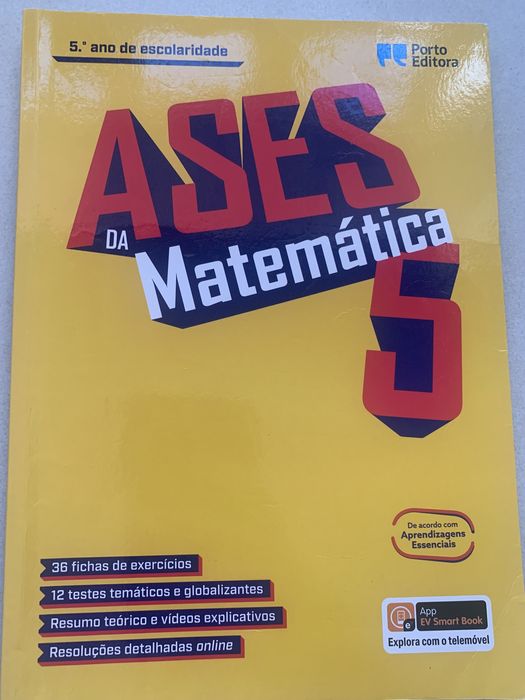 5.º ano de escolaridade
Porto
Editora
ASES
DA
Matemática
5
De acordo com
Aprendizagens
Essenciais
36 fichas de exercícios
12 testes temáticos e globalizantes
Resumo teórico e vídeos explicativos
Resoluções detalhadas online
e
App
EV Smart Book
Explora com o telemóvel